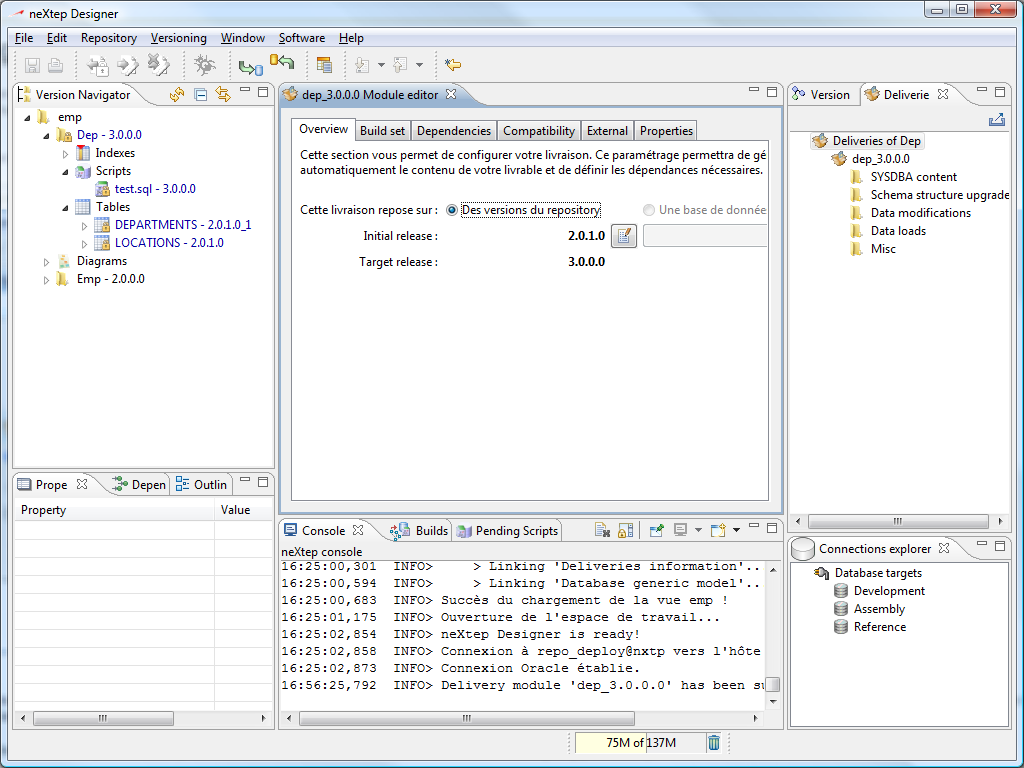 neXtep Designer
File Edit Repository Versioning Window Software Help
Version Navigator
emp
Dep - 3.0.0.0
Indexes
Scripts
test.sql - 3.0.0.0
Tables
DEPARTMENTS - 2.0.1.0_1
LOCATIONS - 2.0.1.0
Diagrams
Emp - 2.0.0.0
dep_3.0.0.0 Module editor
Overview Build set Dependencies Compatibility External Properties
Cette section vous permet de configurer votre livraison. Ce paramétrage permettra de gé
automatiquement le contenu de votre livrable et de définir les dépendances nécessaires.
Cette livraison repose sur : Des versions du repository Une base de donnée
Initial release : 2.0.1.0
Target release : 3.0.0.0
Version Deliverie
Deliveries of Dep
dep_3.0.0.0
SYSDBA content
Schema structure upgrade
Data modifications
Data loads
Misc
Prope Depen Outlin
Property Value
Console Builds Pending Scripts
neXtep console
16:25:00,301 INFO> > Linking 'Deliveries information'..
16:25:00,594 INFO> > Linking 'Database generic model'..
16:25:00,683 INFO> Succès du chargement de la vue emp !
16:25:01,175 INFO> Ouverture de l'espace de travail...
16:25:02,854 INFO> neXtep Designer is ready!
16:25:02,858 INFO> Connexion à repo_deploy@nxtp vers l'hôte
16:25:02,873 INFO> Connexion Oracle établie.
16:56:25,792 INFO> Delivery module 'dep_3.0.0.0' has been su
Connections explorer
Database targets
Development
Assembly
Reference
75M of 137M